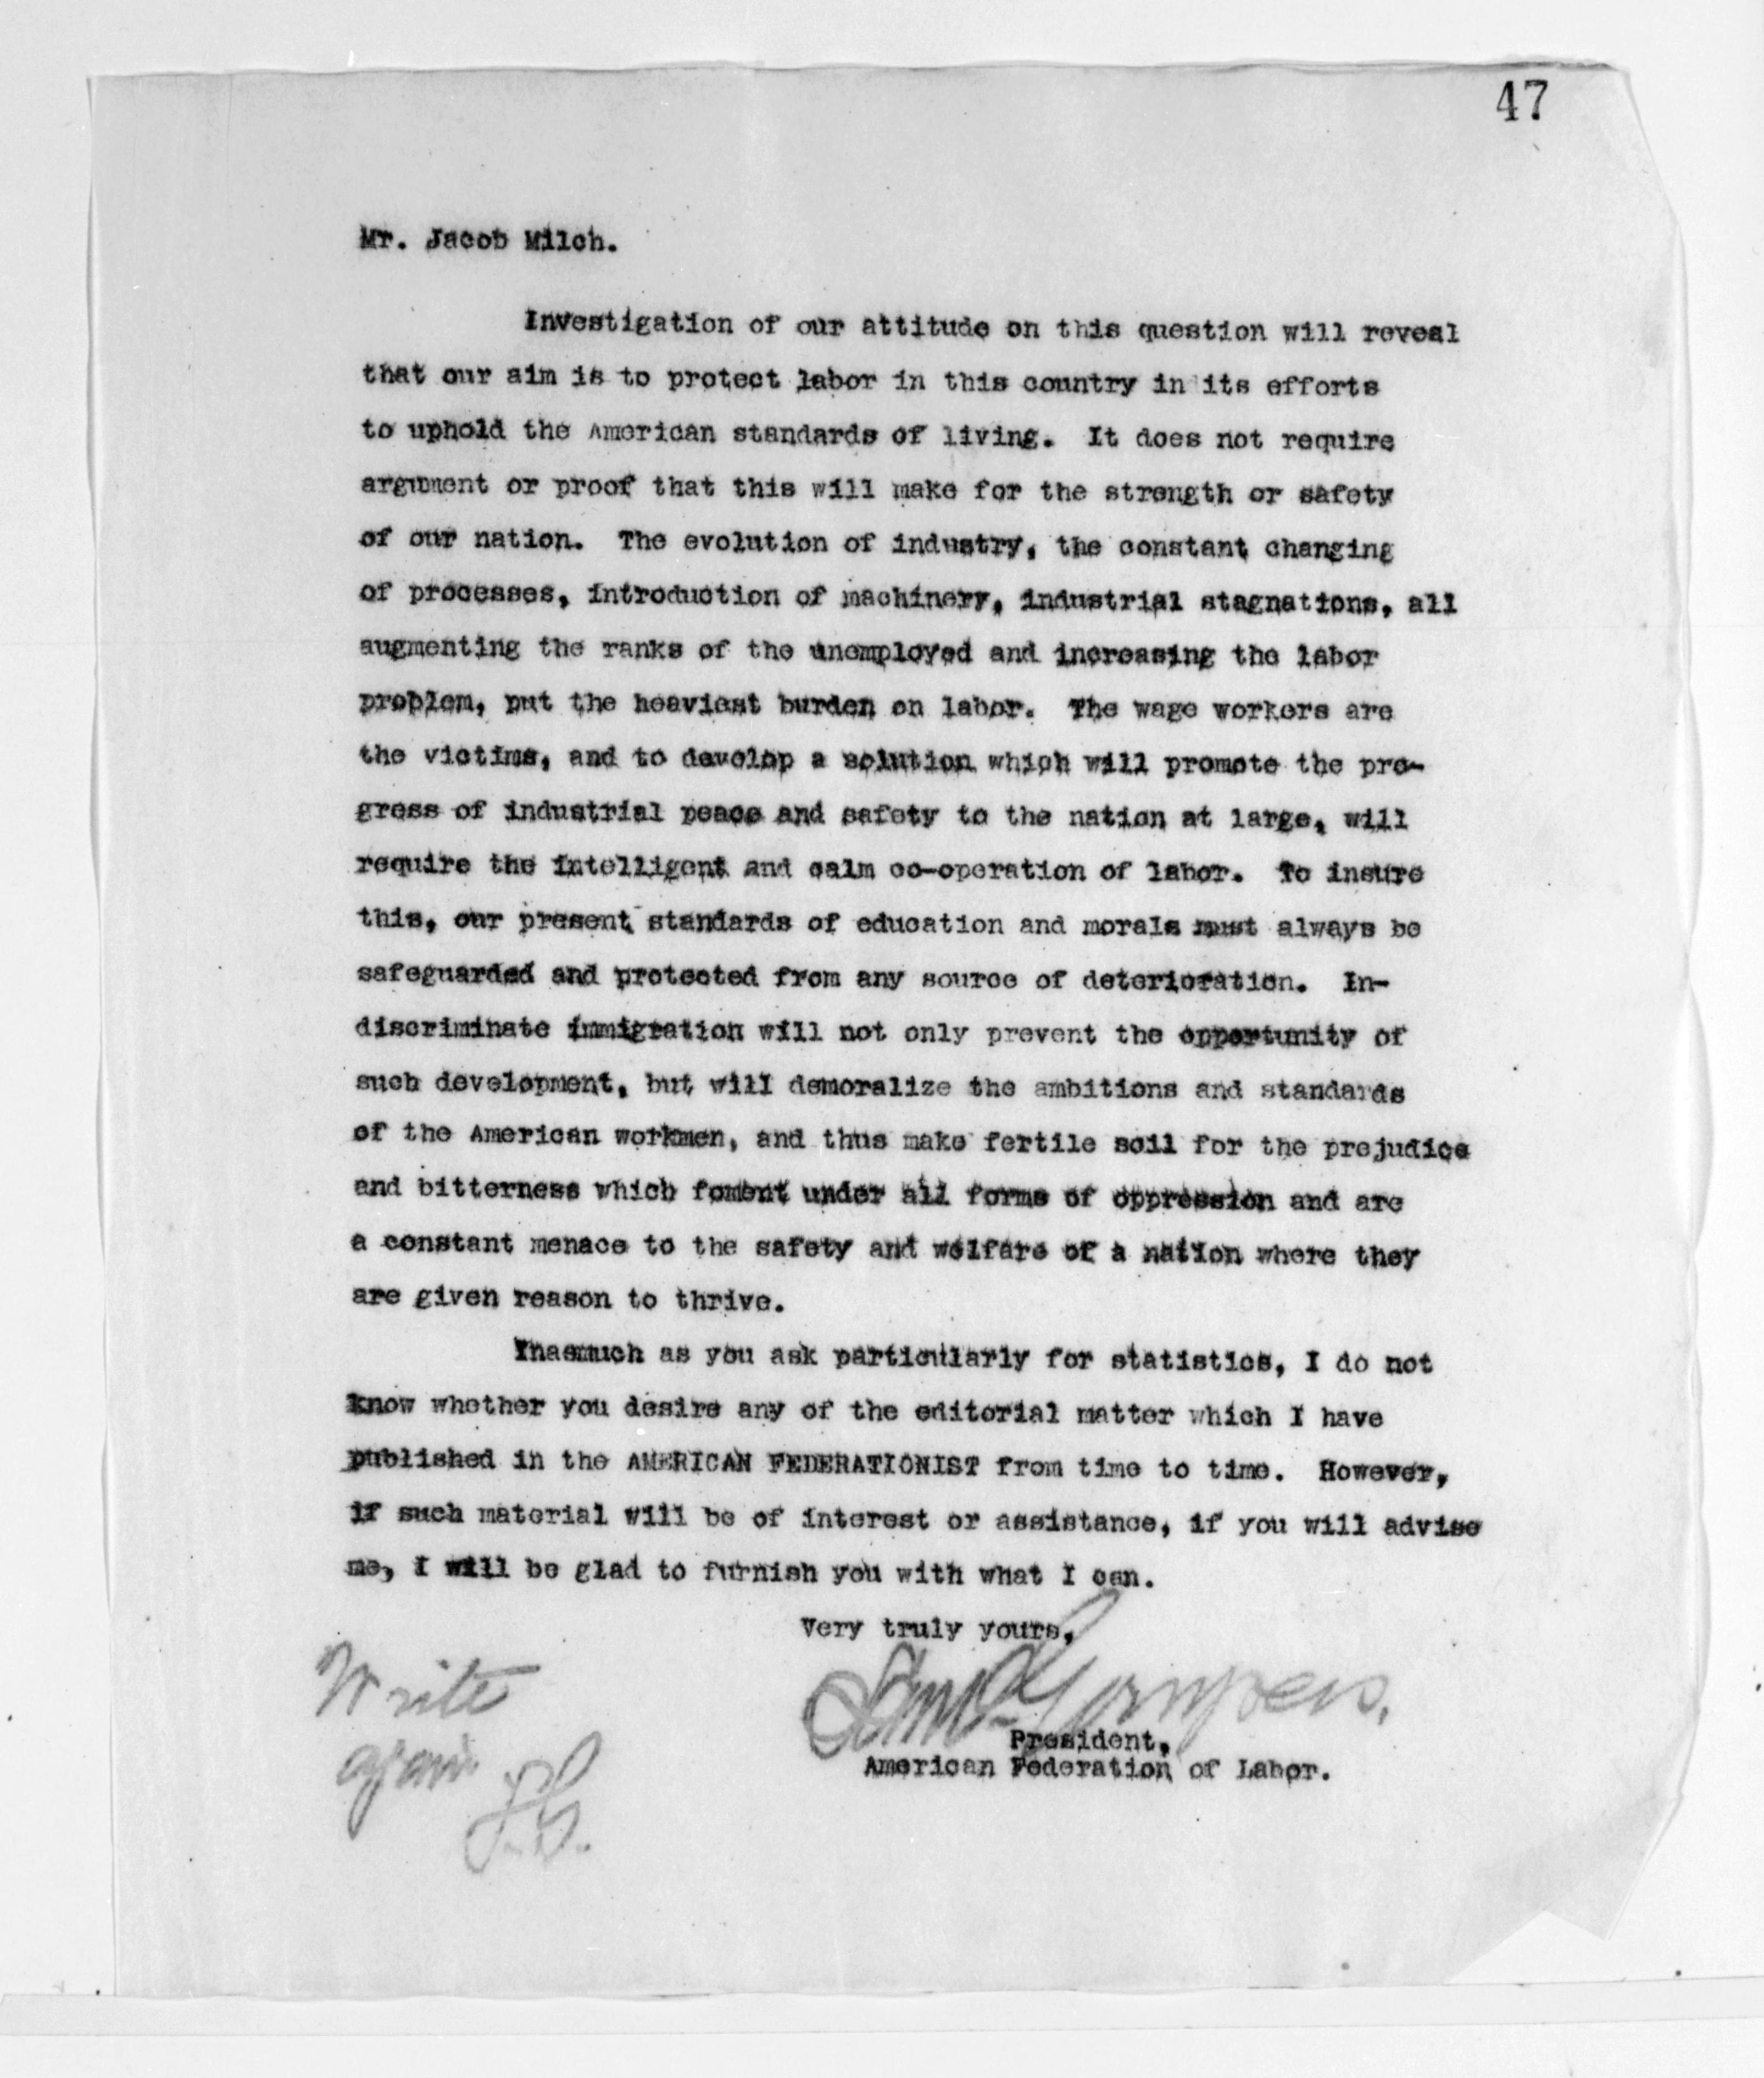 47
Mr. Jacob Milch.
Investigation of our attitude on this question will reveal
that our aim is to protect labor in this country in its efforts
to uphold the American standards of living. It does not require
argument or proof that this will make for the strength or safety
of our nation. The evolution of industry, the constant changing
of processes, introduction of machinery, industrial stagnations, all
augmenting the ranks of the unemployed and increasing the labor
problem, put the heaviest burden on labor. The wage workers are
the victims, and to develop a solution which will promote the pro-
gress of industrial peace and safety to the nation at large, will
require the intelligent and calm co-operation of labor. To insure
this, our present standards of education and morals must always be
safeguarded and protected from any source of deterioration. In-
discriminate immigration will not only prevent the opportunity of
such development, but will demoralize the ambitions and standards
of the American workmen, and thus make fertile soil for the prejudice
and bitterness which foment under all forms of oppression and are
a constant menace to the safety and welfare of a nation where they
are given reason to thrive.
Inasmuch as you ask particularly for statistics, I do not
know whether you desire any of the editorial matter which I have
published in the AMERICAN FEDERATIONIST from time to time. However,
if such material will be of interest or assistance, if you will advise
me, I will be glad to furnish you with what I can.
Very truly yours,
Saml Gompers.
President,
American Federation of Labor.
Write
again